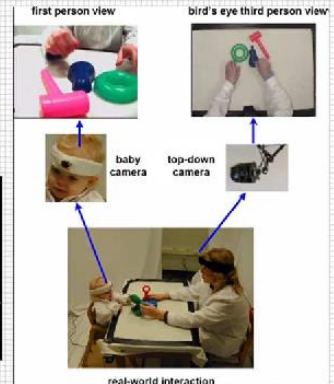 first person view
bird's eye third person view
baby
camera
top-down
camera
real-world interaction